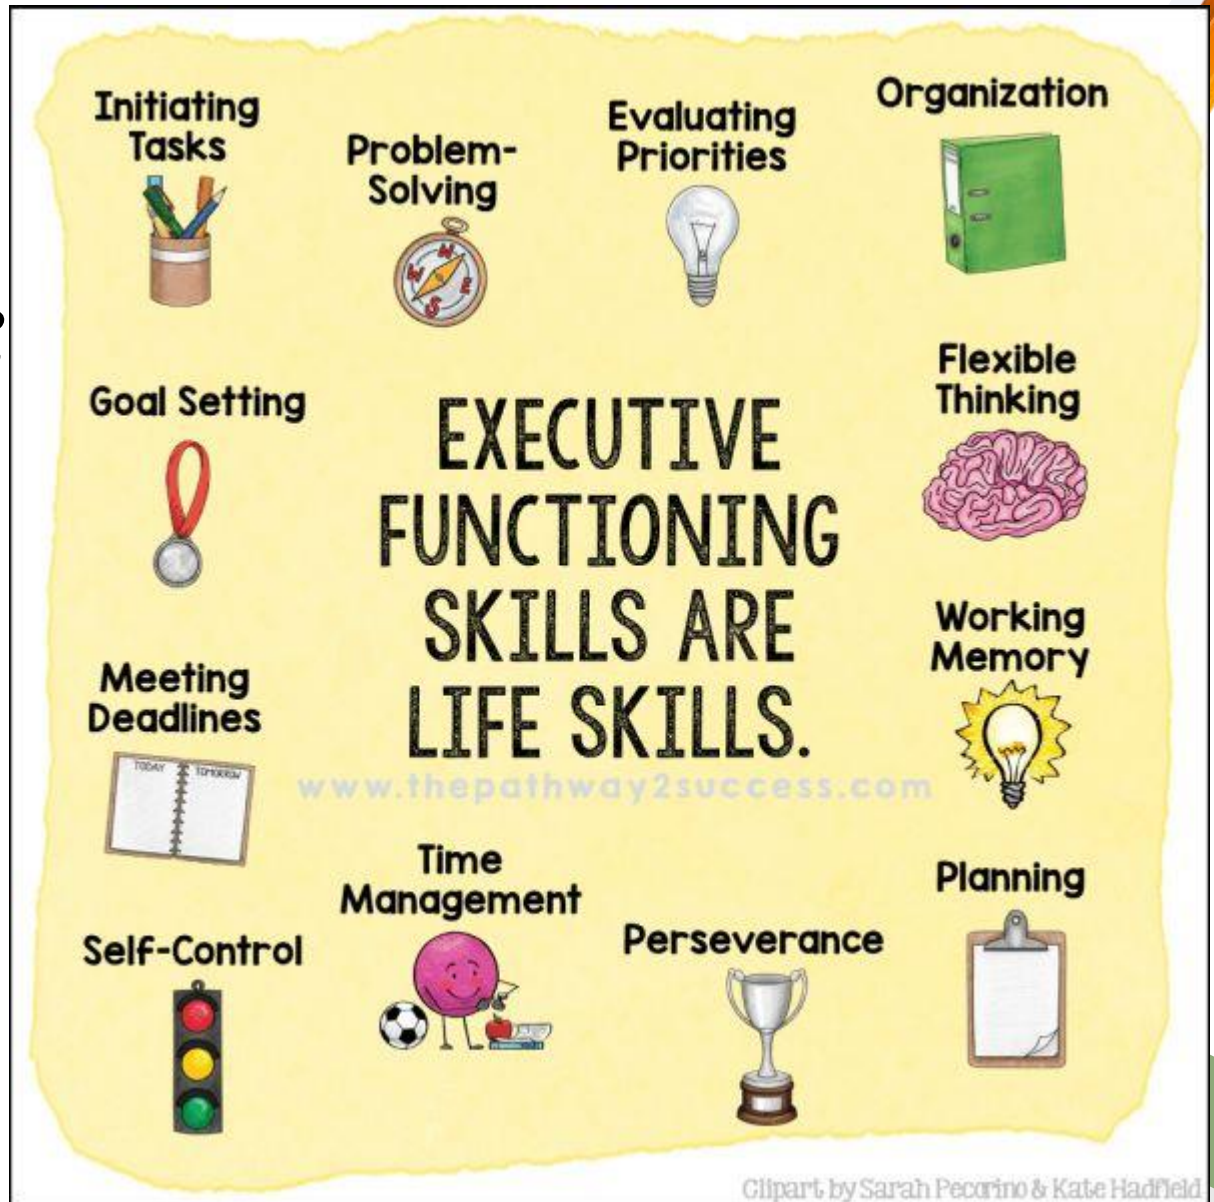 Initiating
Tasks
Problem-
Solving
Evaluating
Priorities
Organization
Goal Setting
Flexible
Thinking
EXECUTIVE
FUNCTIONING
SKILLS ARE
LIFE SKILLS.
www.thepathway2success.com
Working
Memory
Meeting
Deadlines
TODAY
TOMORROW
Time
Management
Planning
Self-Control
Perseverance
N
E
S
W
Clipart by Sarah Pecorino & Kate Hadfield